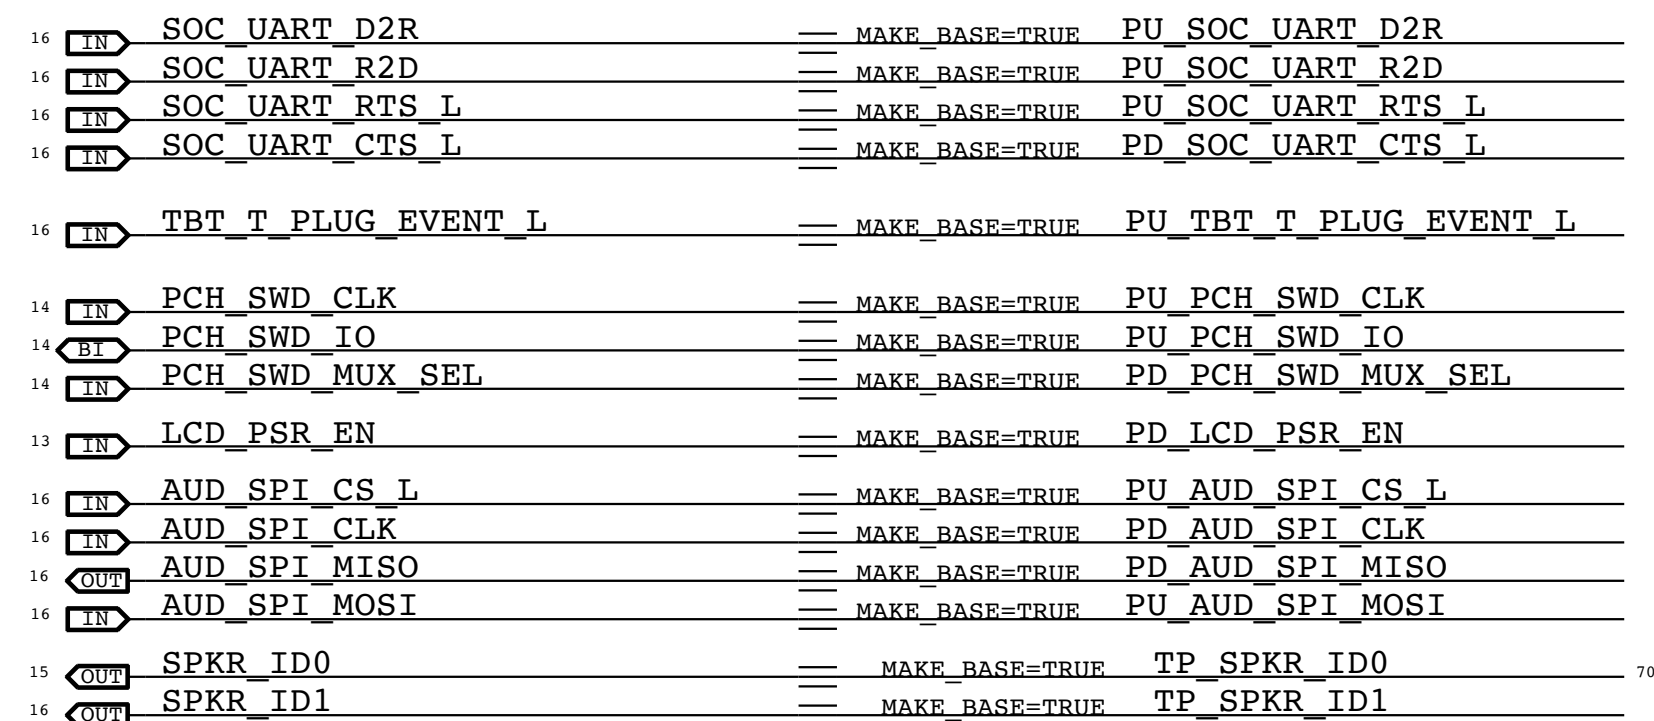 16 IN SOC_UART_D2R MAKE_BASE=TRUE PU_SOC_UART_D2R
16 IN SOC_UART_R2D MAKE_BASE=TRUE PU_SOC_UART_R2D
16 IN SOC_UART_RTS_L MAKE_BASE=TRUE PU_SOC_UART_RTS_L
16 IN SOC_UART_CTS_L MAKE_BASE=TRUE PD_SOC_UART_CTS_L
16 IN TBT_T_PLUG_EVENT_L MAKE_BASE=TRUE PU_TBT_T_PLUG_EVENT_L
14 IN PCH_SWD_CLK MAKE_BASE=TRUE PU_PCH_SWD_CLK
14 BI PCH_SWD_IO MAKE_BASE=TRUE PU_PCH_SWD_IO
14 IN PCH_SWD_MUX_SEL MAKE_BASE=TRUE PD_PCH_SWD_MUX_SEL
13 IN LCD_PSR_EN MAKE_BASE=TRUE PD_LCD_PSR_EN
16 IN AUD_SPI_CS_L MAKE_BASE=TRUE PU_AUD_SPI_CS_L
16 IN AUD_SPI_CLK MAKE_BASE=TRUE PD_AUD_SPI_CLK
16 OUT AUD_SPI_MISO MAKE_BASE=TRUE PD_AUD_SPI_MISO
16 IN AUD_SPI_MOSI MAKE_BASE=TRUE PU_AUD_SPI_MOSI
15 OUT SPKR_ID0 MAKE_BASE=TRUE TP_SPKR_ID0 70
16 OUT SPKR_ID1 MAKE_BASE=TRUE TP_SPKR_ID1